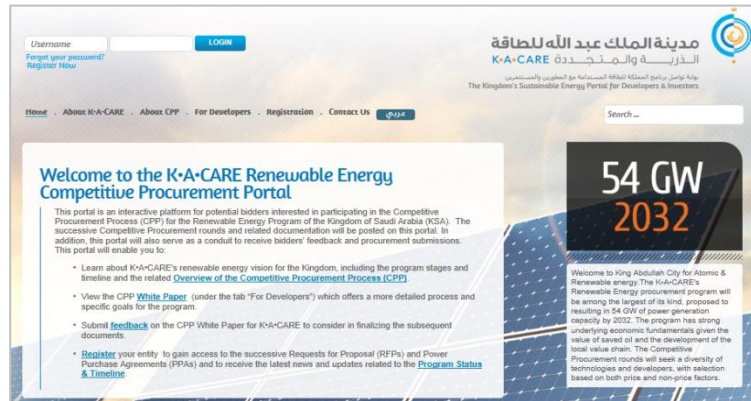 Username
LOGIN
Forgot your password?
Register Now
مدينة الملك عبد الله للطاقة
الذريــة والمـتـجـددة K•A•CARE
بوابة تواصل برنامج المملكة للطاقة المستدامة مع المطورين والمستثمرين
The Kingdom's Sustainable Energy Portal for Developers & Investors
Home . About K•A•CARE . About CPP . For Developers . Registration . Contact Us عربي
Search ...
Welcome to the K•A•CARE Renewable Energy
Competitive Procurement Portal
This portal is an interactive platform for potential bidders interested in participating in the Competitive
Procurement Process (CPP) for the Renewable Energy Program of the Kingdom of Saudi Arabia (KSA). The
successive Competitive Procurement rounds and related documentation will be posted on this portal. In
addition, this portal will also serve as a conduit to receive bidders' feedback and procurement submissions.
This portal will enable you to:
• Learn about K•A•CARE's renewable energy vision for the Kingdom, including the program stages and
timeline and the related Overview of the Competitive Procurement Process (CPP).
• View the CPP White Paper (under the tab "For Developers") which offers a more detailed process and
specific goals for the program.
• Submit feedback on the CPP White Paper for K•A•CARE to consider in finalizing the subsequent
documents.
• Register your entity to gain access to the successive Requests for Proposal (RFPs) and Power
Purchase Agreements (PPAs) and to receive the latest news and updates related to the Program Status
& Timeline.
54 GW
2032
Welcome to King Abdullah City for Atomic &
Renewable energy.The K•A•CARE's
Renewable Energy procurement program will
be among the largest of its kind, proposed to
resulting in 54 GW of power generation
capacity by 2032. The program has strong
underlying economic fundamentals given the
value of saved oil and the development of the
local value chain. The Competitive
Procurement rounds will seek a diversity of
technologies and developers, with selection
based on both price and non-price factors.